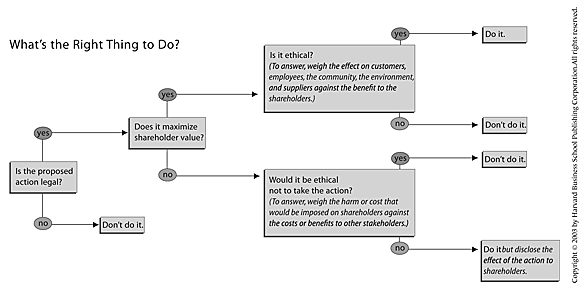 What's the Right Thing to Do?
yes
Do it.
Is it ethical?
(To answer, weigh the effect on customers,
employees, the community, the environment,
and suppliers against the benefit to the
shareholders.)
yes
no
Don't do it.
yes
Does it maximize
shareholder value?
no
Is the proposed
action legal?
no
Don't do it.
yes
Don't do it.
Would it be ethical
not to take the action?
(To answer, weigh the harm or cost that
would be imposed on shareholders against
the costs or benefits to other stakeholders.)
no
Do it but disclose the
effect of the action to
shareholders.
Copyright © 2003 by Harvard Business School Publishing Corporation. All rights reserved.